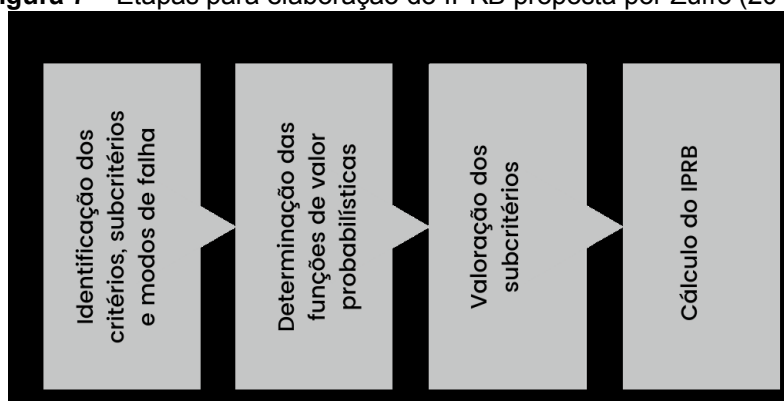 Etapas para elaboração do IPRB proposta por Zuffo (20
Identificação dos
critérios, subcritérios
e modos de falha
Determinação das
funções de valor
probabilísticas
Valoração dos
subcritérios
Cálculo do IPRB